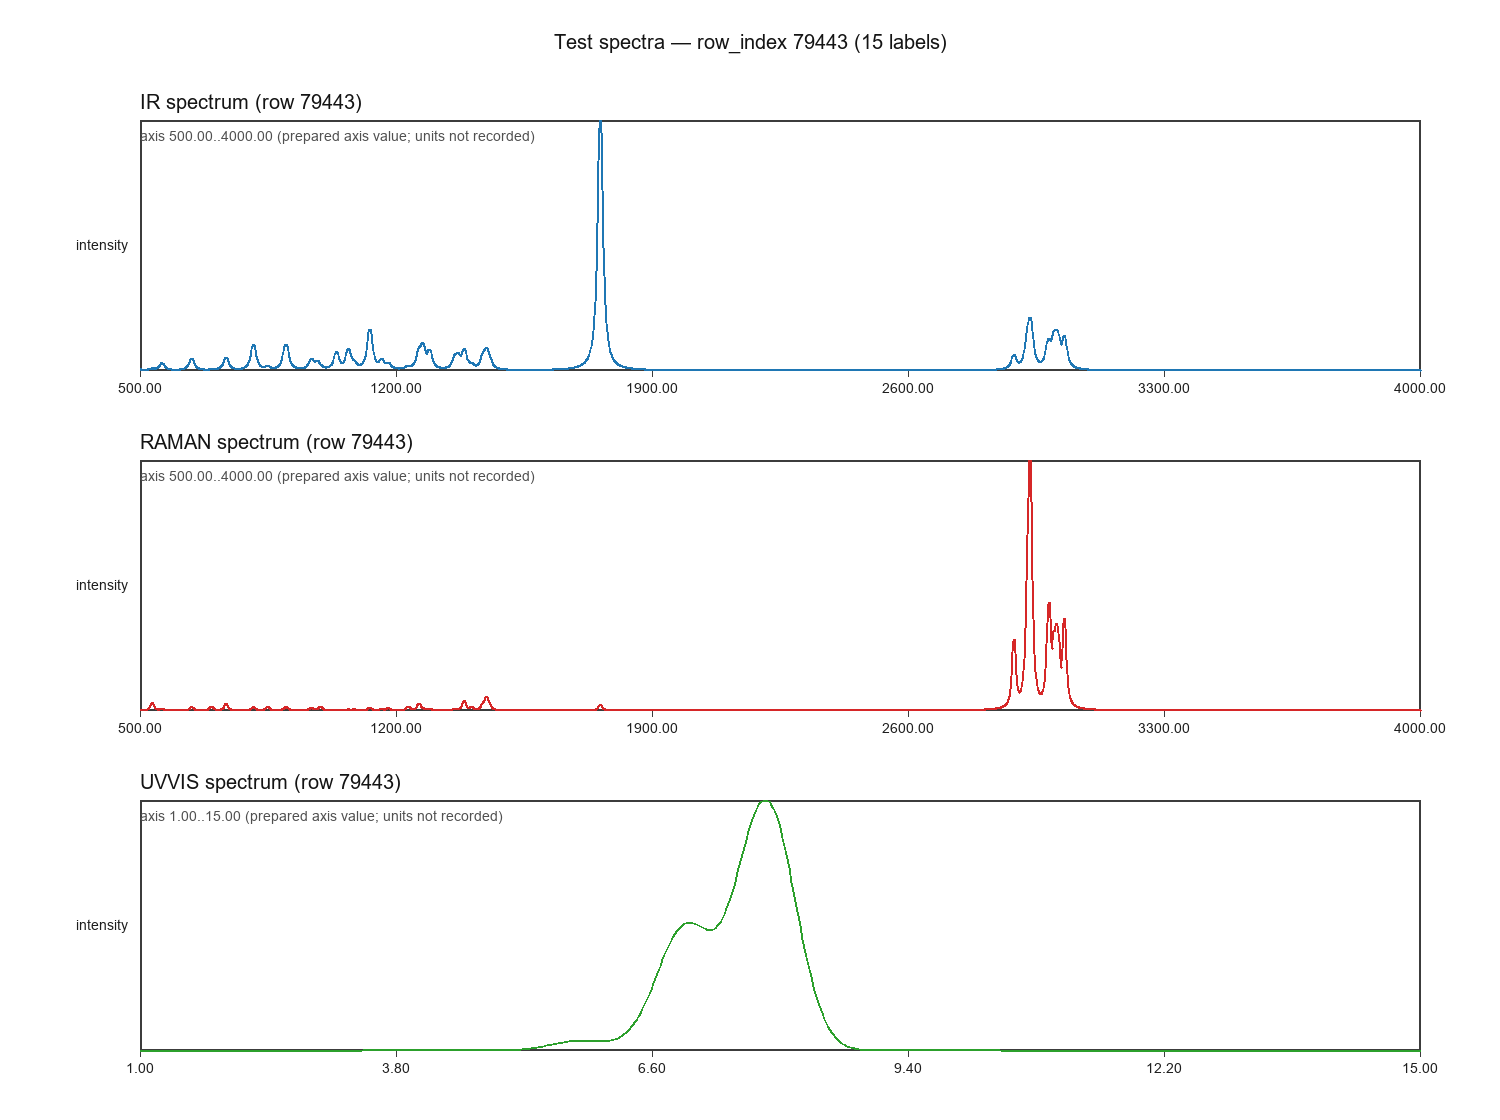 Test spectra — row_index 79443 (15 labels)
IR spectrum (row 79443)
axis 500.00..4000.00 (prepared axis value; units not recorded)
intensity
500.00 1200.00 1900.00 2600.00 3300.00 4000.00
RAMAN spectrum (row 79443)
axis 500.00..4000.00 (prepared axis value; units not recorded)
intensity
500.00 1200.00 1900.00 2600.00 3300.00 4000.00
UVVIS spectrum (row 79443)
axis 1.00..15.00 (prepared axis value; units not recorded)
intensity
1.00 3.80 6.60 9.40 12.20 15.00